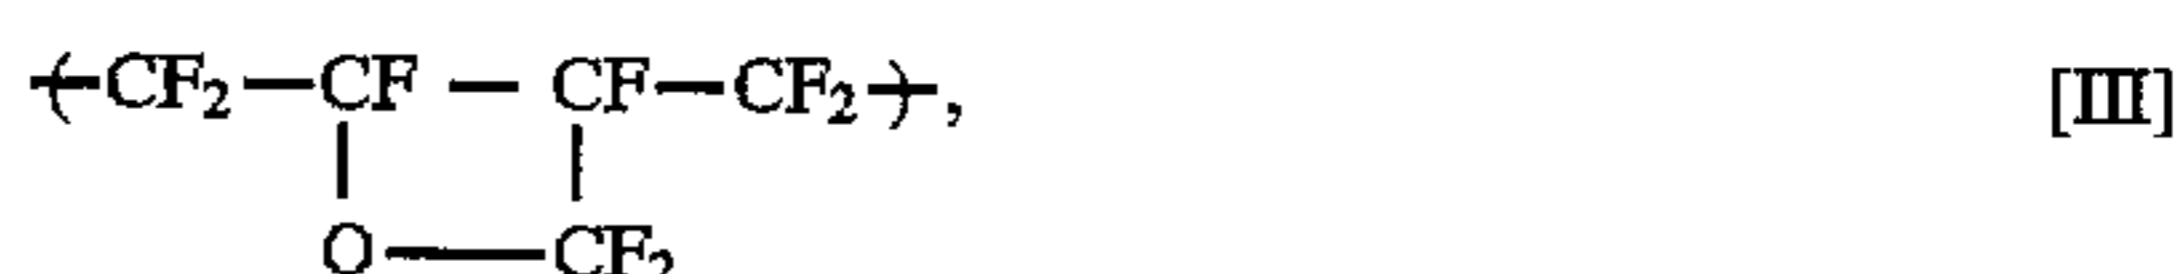 (CF₂—CF — CF—CF₂), [III]
O—CF₂